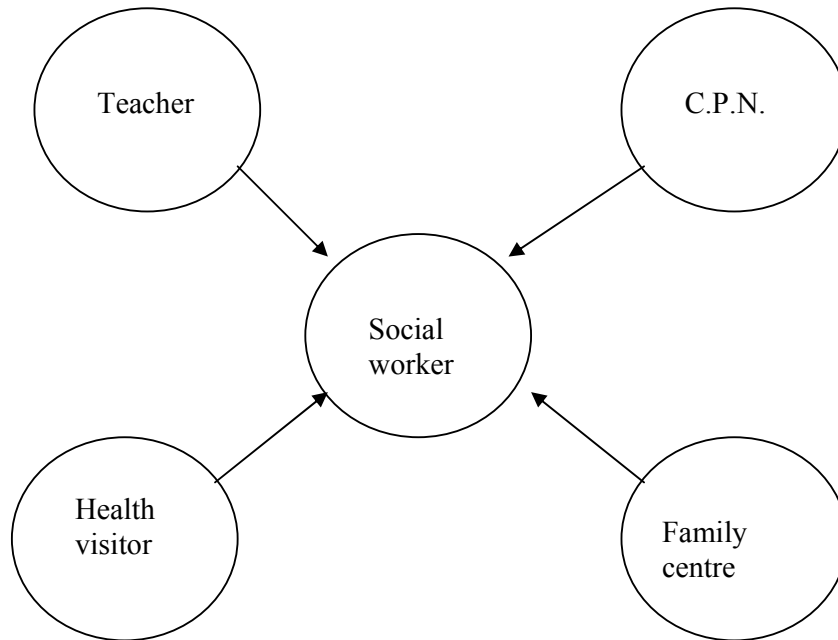 Teacher
C.P.N.
Social
worker
Health
visitor
Family
centre